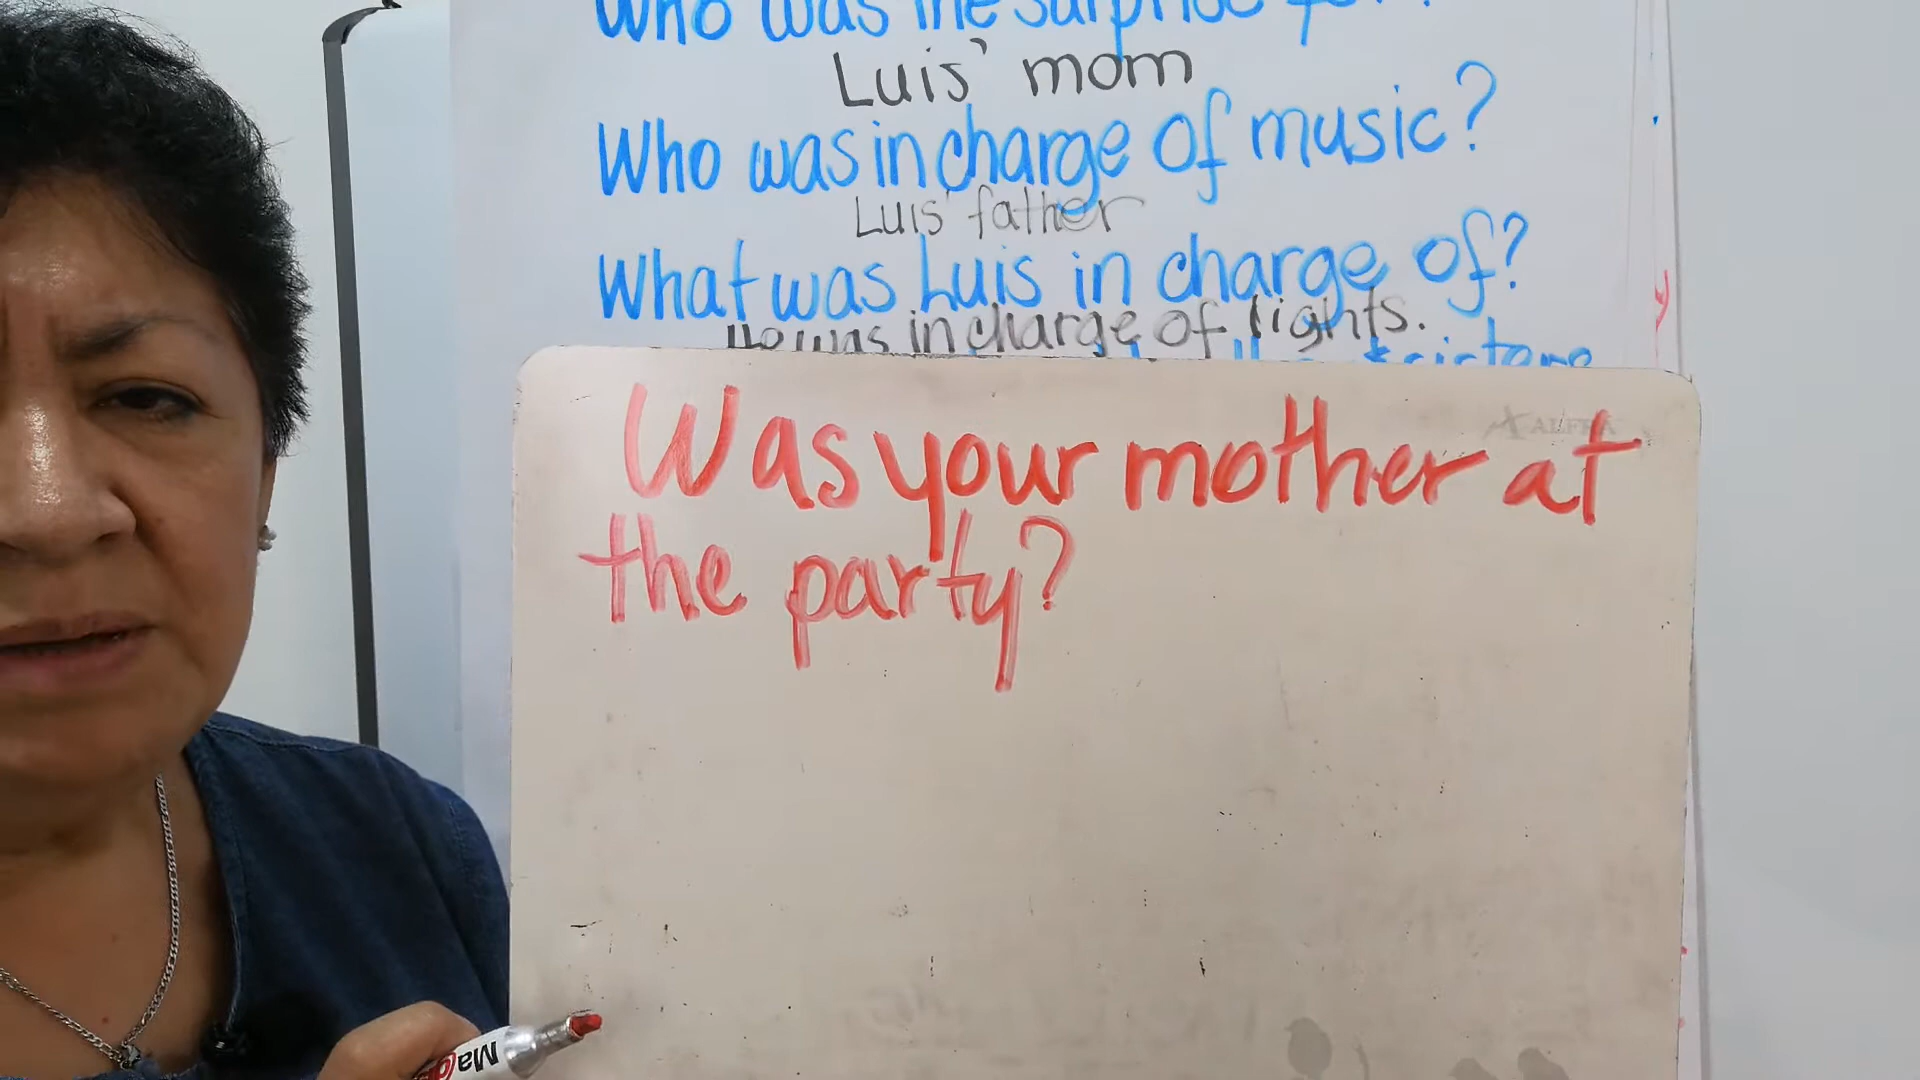 Who was the surprise for?
Luis' mom
Who was in charge of music?
Luis' father
What was Luis in charge of?
He was in charge of lights.
Was your mother at
the party?
ALFRA